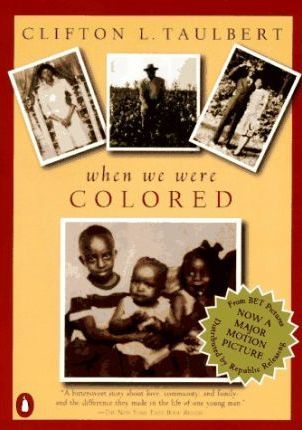 CLIFTON L. TAULBERT
when we were
COLORED
From BET Pictures
NOW A
MAJOR
MOTION
PICTURE
Distributed by Republic Releasing
"A bittersweet story about love, community, and family—
and the difference they made in the life of one young man."
—THE NEW YORK TIMES BOOK REVIEW